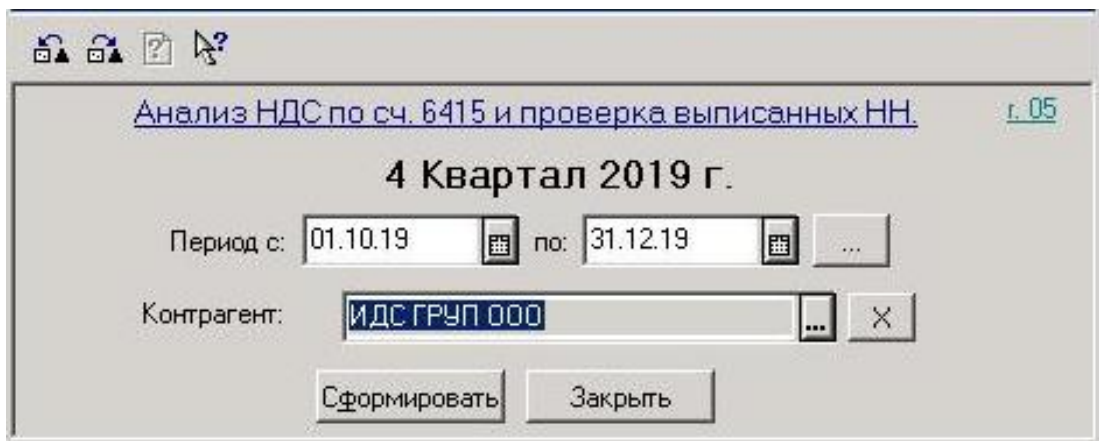 Анализ НДС по сч. 6415 и проверка выписанных НН. г. 05
4 Квартал 2019 г.
Период с: 01.10.19 по: 31.12.19 ...
Контрагент: ИДС ГРУП ООО ... X
Сформировать Закрыть